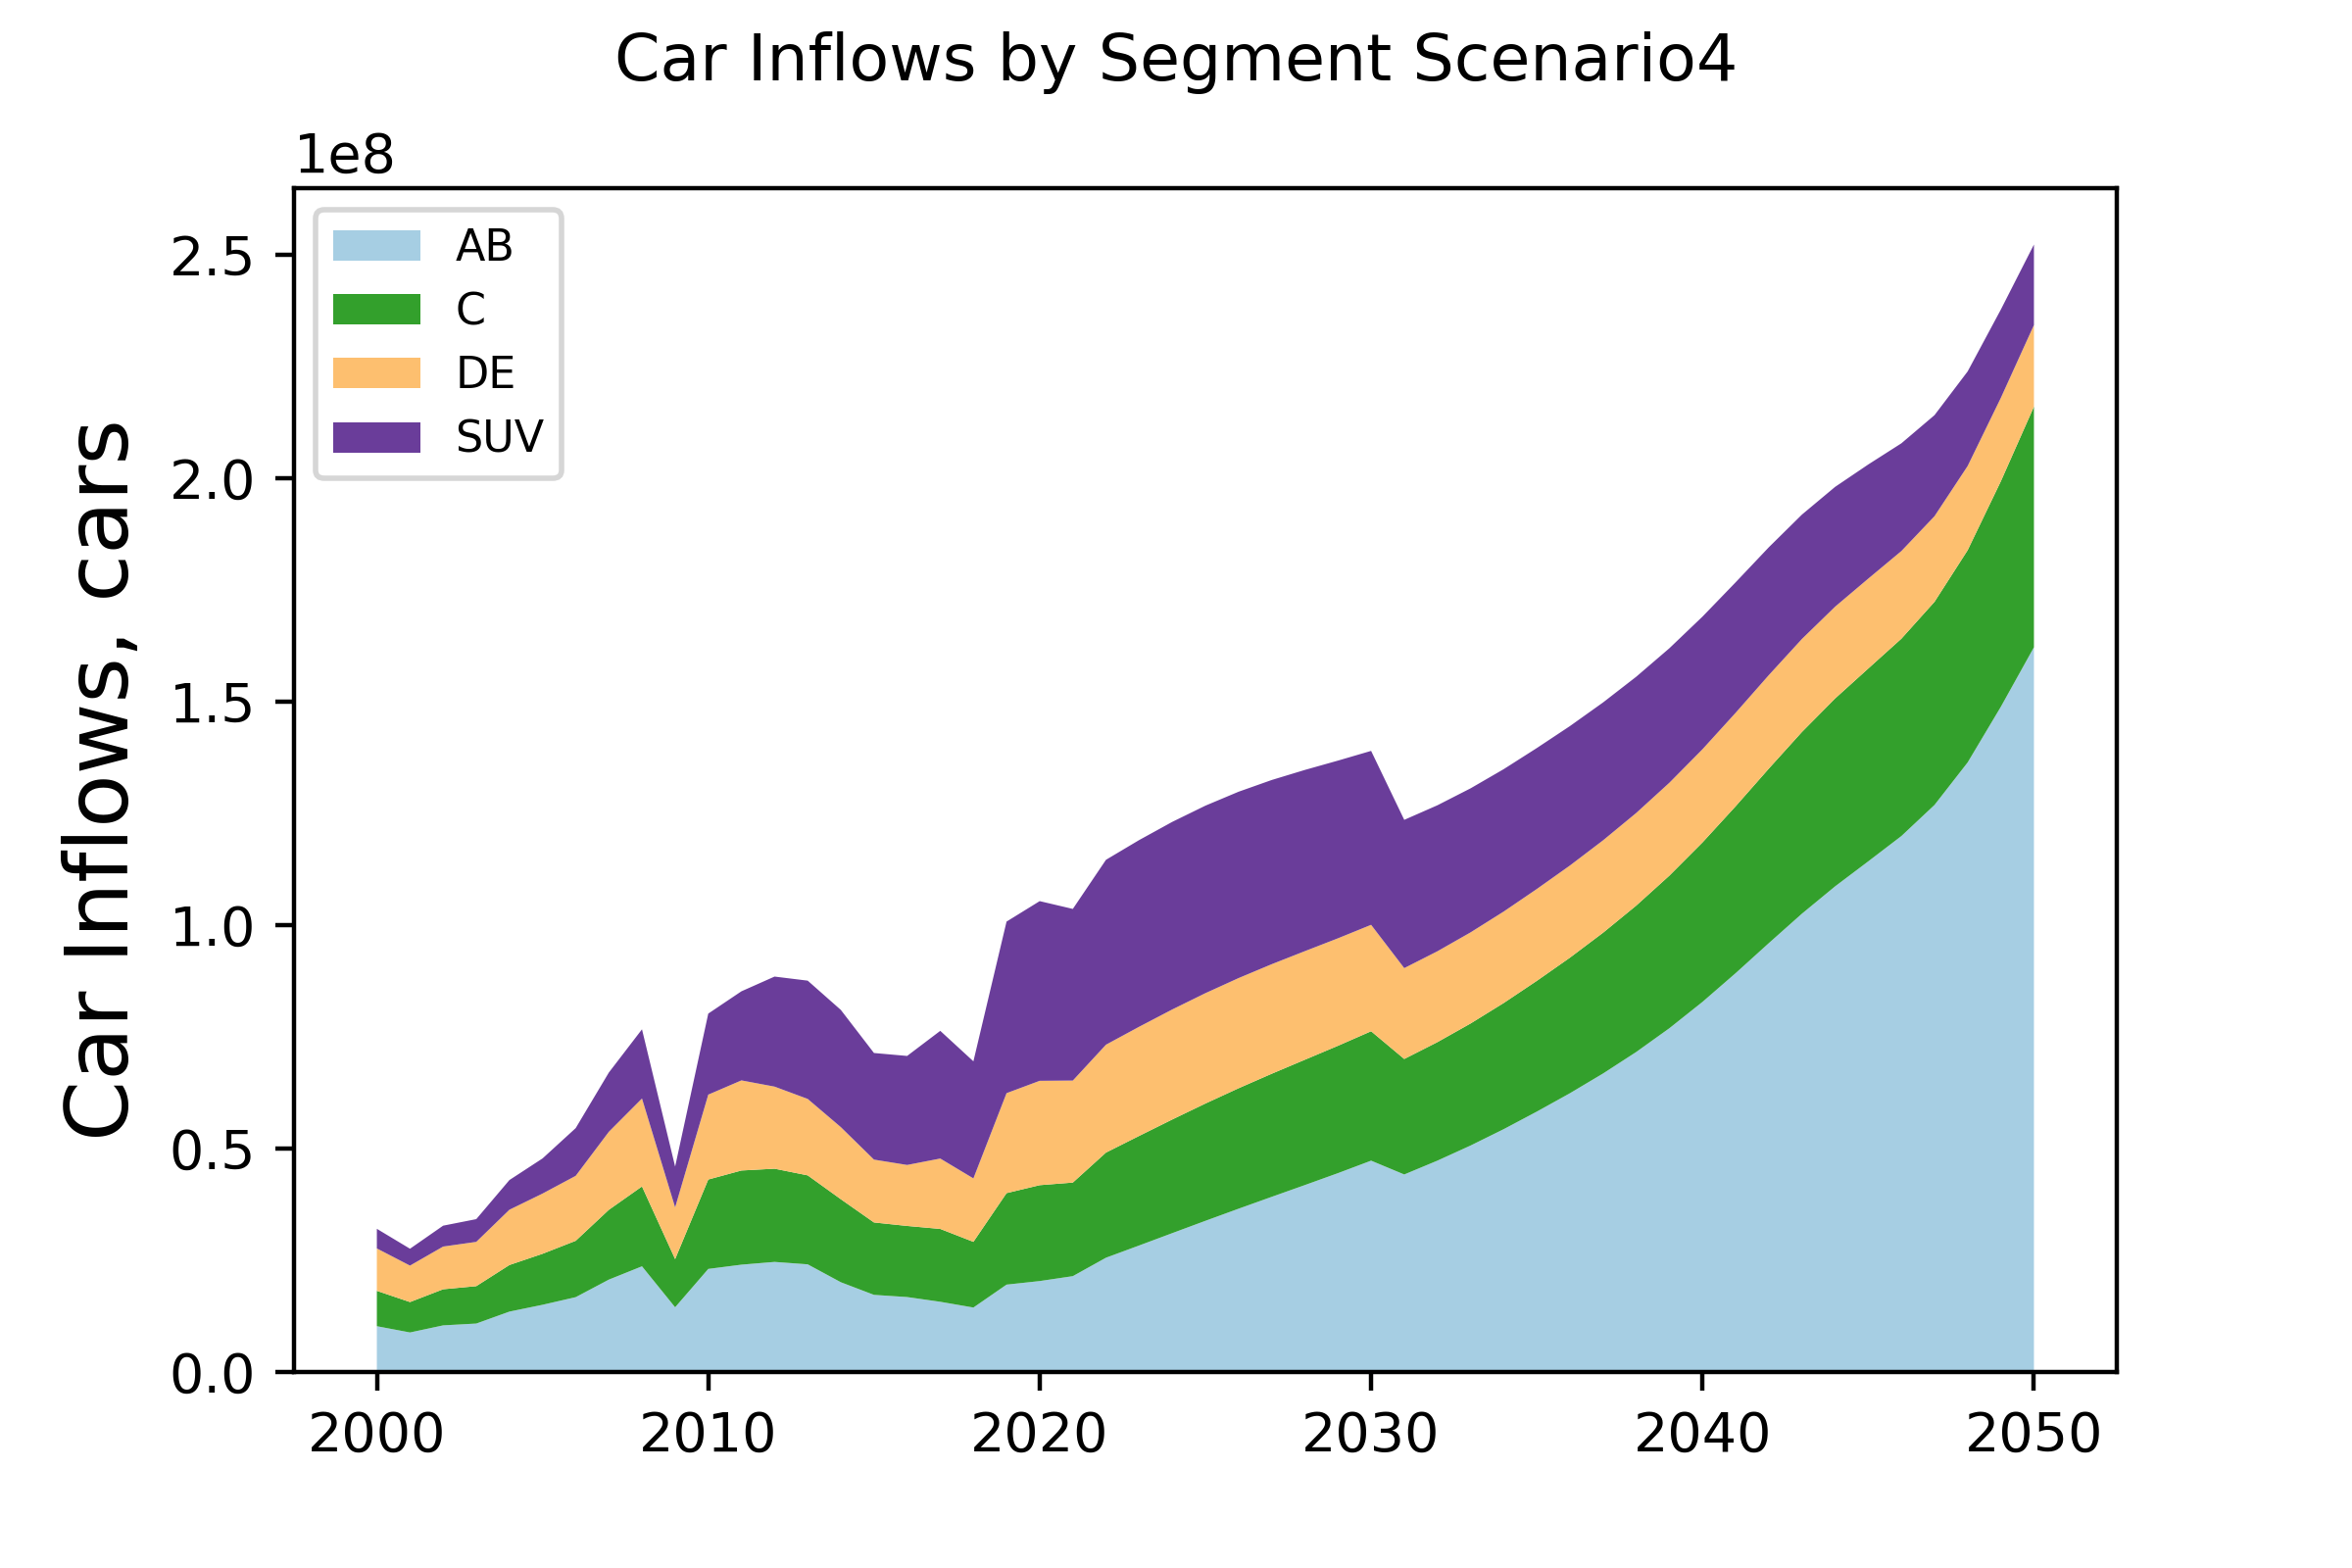 Car Inflows by Segment Scenario4
1e8
AB
C
DE
SUV
Car Inflows, cars
2.5
2.0
1.5
1.0
0.5
0.0
2000 2010 2020 2030 2040 2050